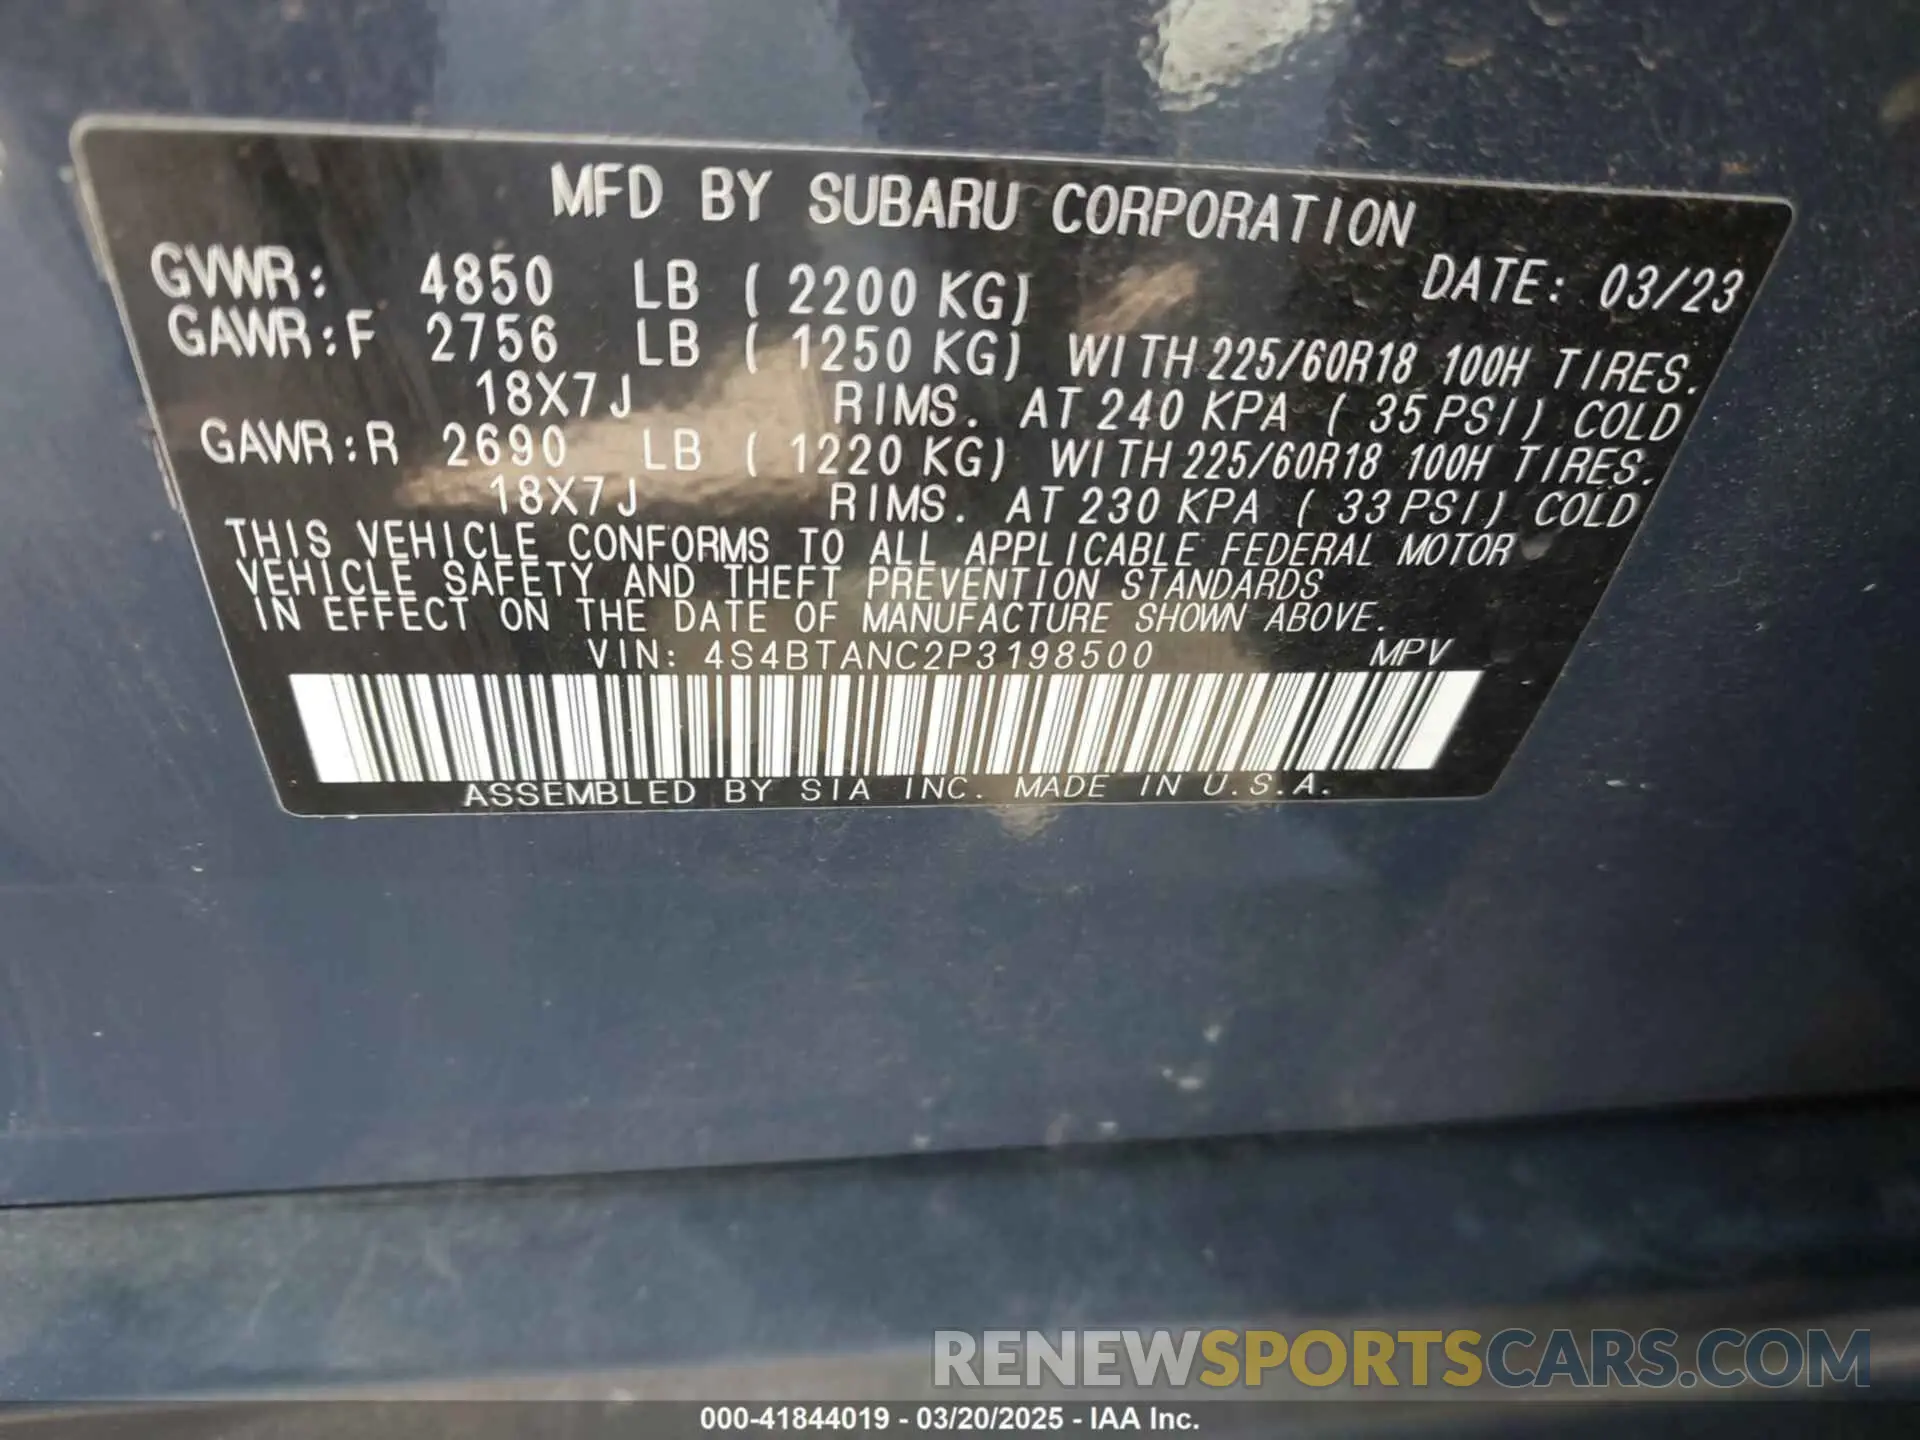 MFD BY SUBARU CORPORATION
GVWR: 4850 LB ( 2200 KG) DATE: 03/23
GAWR:F 2756 LB ( 1250 KG) WITH 225/60R18 100H TIRES.
18X7J RIMS. AT 240 KPA ( 35 PSI) COLD
GAWR:R 2690 LB ( 1220 KG) WITH 225/60R18 100H TIRES.
18X7J RIMS. AT 230 KPA ( 33 PSI) COLD
THIS VEHICLE CONFORMS TO ALL APPLICABLE FEDERAL MOTOR
VEHICLE SAFETY AND THEFT PREVENTION STANDARDS
IN EFFECT ON THE DATE OF MANUFACTURE SHOWN ABOVE.
VIN: 4S4BTANC2P3198500 MPV
ASSEMBLED BY SIA INC. MADE IN U.S.A.
RENEWSPORTSCARS.COM
000-41844019 - 03/20/2025 - IAA Inc.